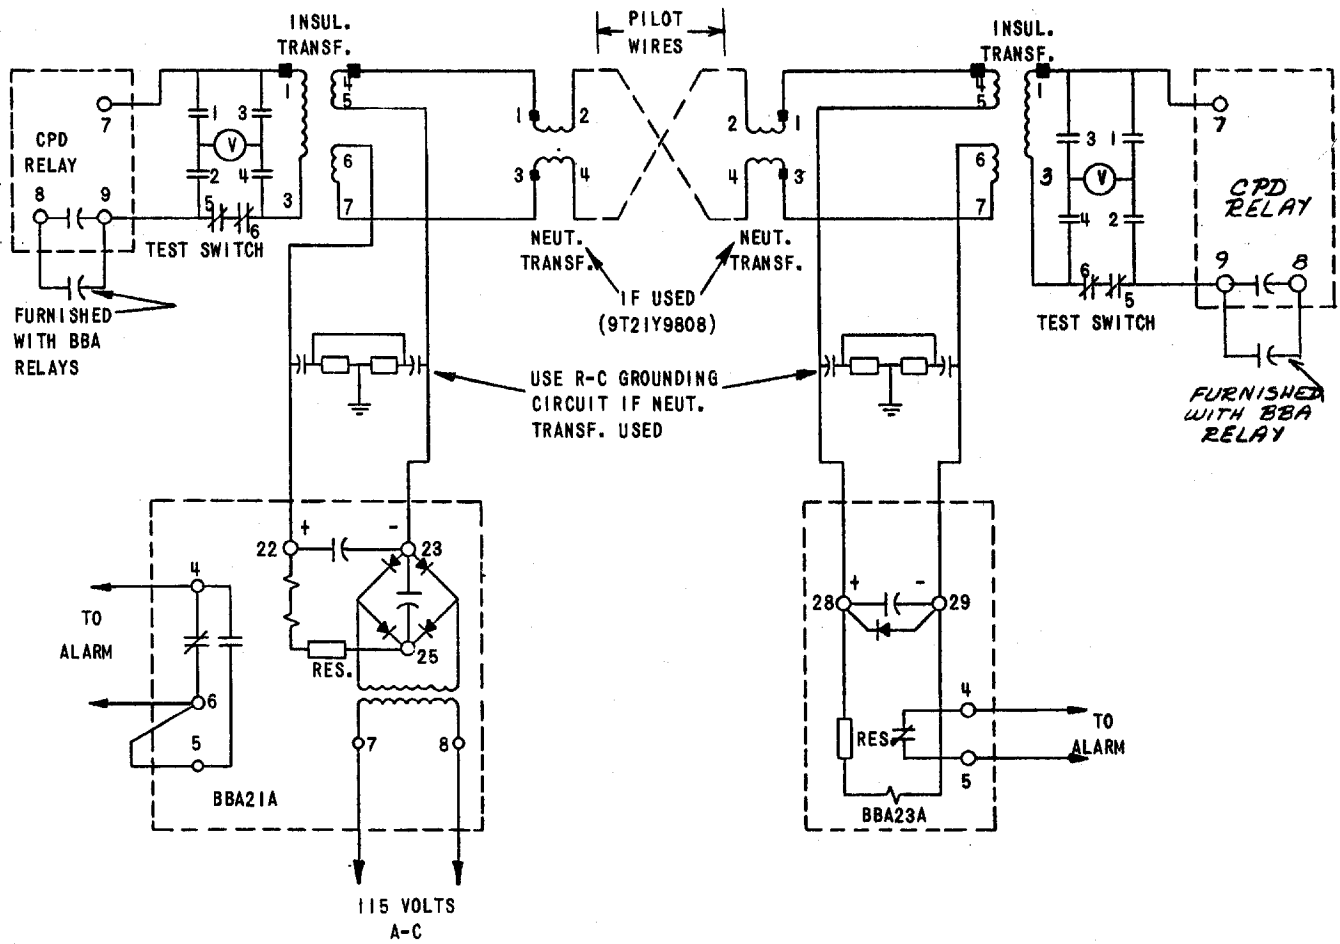 INSUL.
TRANSF.
PILOT
WIRES
INSUL.
TRANSF.
CPD
RELAY
7
8
9
1
3
2
4
V
5
6
1
3
4
5
6
7
TEST SWITCH
FURNISHED
WITH BBA
RELAYS
1
2
3
4
NEUT.
TRANSF.
2
1
4
3
NEUT.
TRANSF.
IF USED
(9T21Y9808)
4
5
6
7
1
3
3
1
V
4
2
6
5
TEST SWITCH
7
CPD
RELAY
9
8
FURNISHED
WITH BBA
RELAY
USE R-C GROUNDING
CIRCUIT IF NEUT.
TRANSF. USED
22
+
-
23
25
RES.
4
TO
ALARM
6
5
7
8
BBA21A
115 VOLTS
A-C
28
+
-
29
4
RES.
TO
ALARM
5
BBA23A